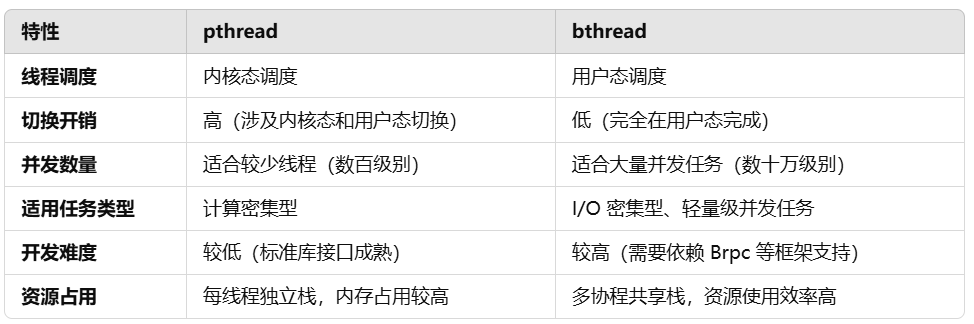 特性 pthread bthread
线程调度 内核态调度 用户态调度
切换开销 高（涉及内核态和用户态切换） 低（完全在用户态完成）
并发数量 适合较少线程（数百级别） 适合大量并发任务（数十万级别）
适用任务类型 计算密集型 I/O 密集型、轻量级并发任务
开发难度 较低（标准库接口成熟） 较高（需要依赖 Brpc 等框架支持）
资源占用 每线程独立栈，内存占用较高 多协程共享栈，资源使用效率高